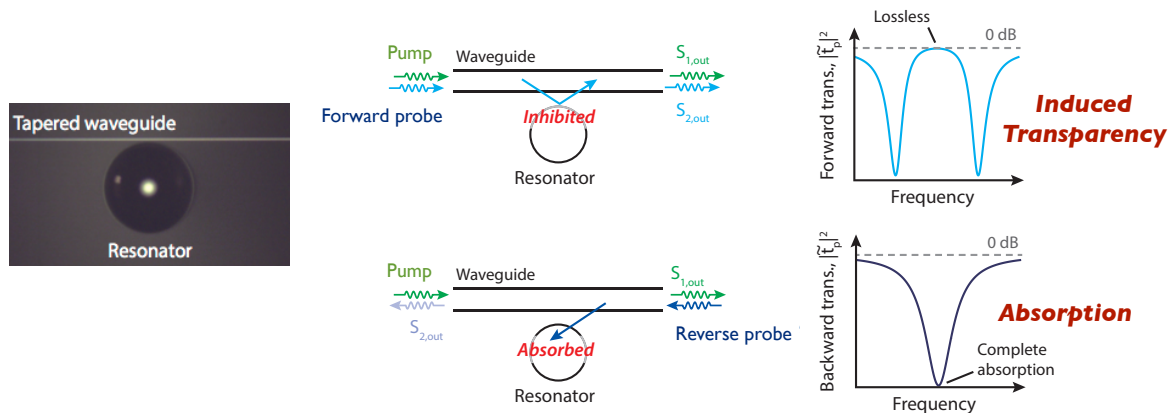 Tapered waveguide
Resonator
Pump
Waveguide
S1,out
Forward probe
Inhibited
S2,out
Resonator
Lossless
0 dB
Forward trans., |t̃p|²
Frequency
Induced
Transparency
Pump
Waveguide
S1,out
S2,out
Reverse probe
Absorbed
Resonator
0 dB
Backward trans., |t̃p|²
Complete
absorption
Frequency
Absorption